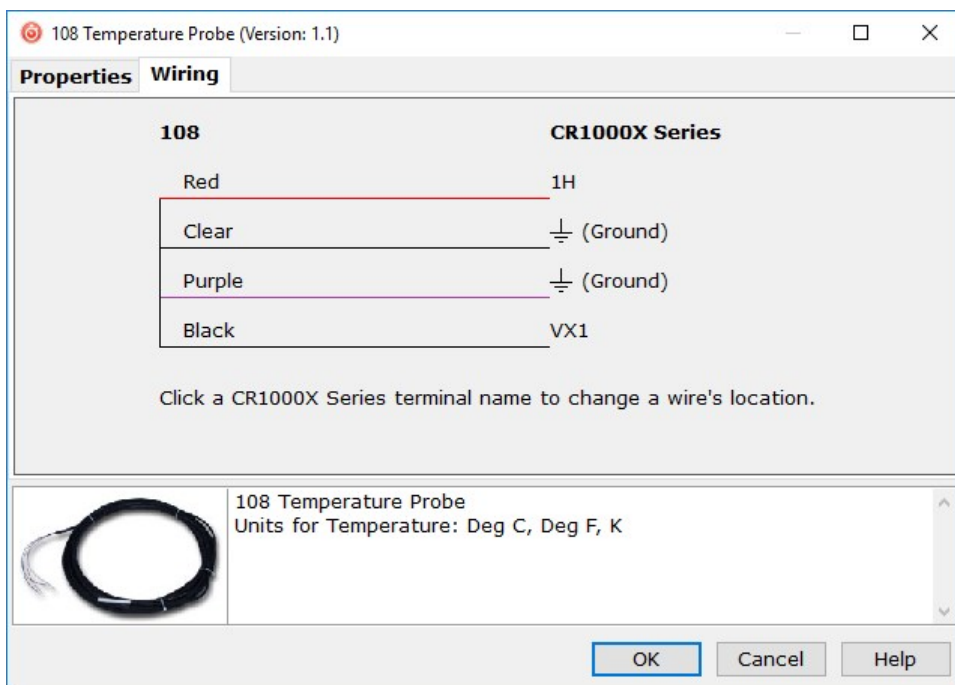 108 Temperature Probe (Version: 1.1)
Properties Wiring
108 CR1000X Series
Red 1H
Clear (Ground)
Purple (Ground)
Black VX1
Click a CR1000X Series terminal name to change a wire's location.
108 Temperature Probe
Units for Temperature: Deg C, Deg F, K
OK Cancel Help